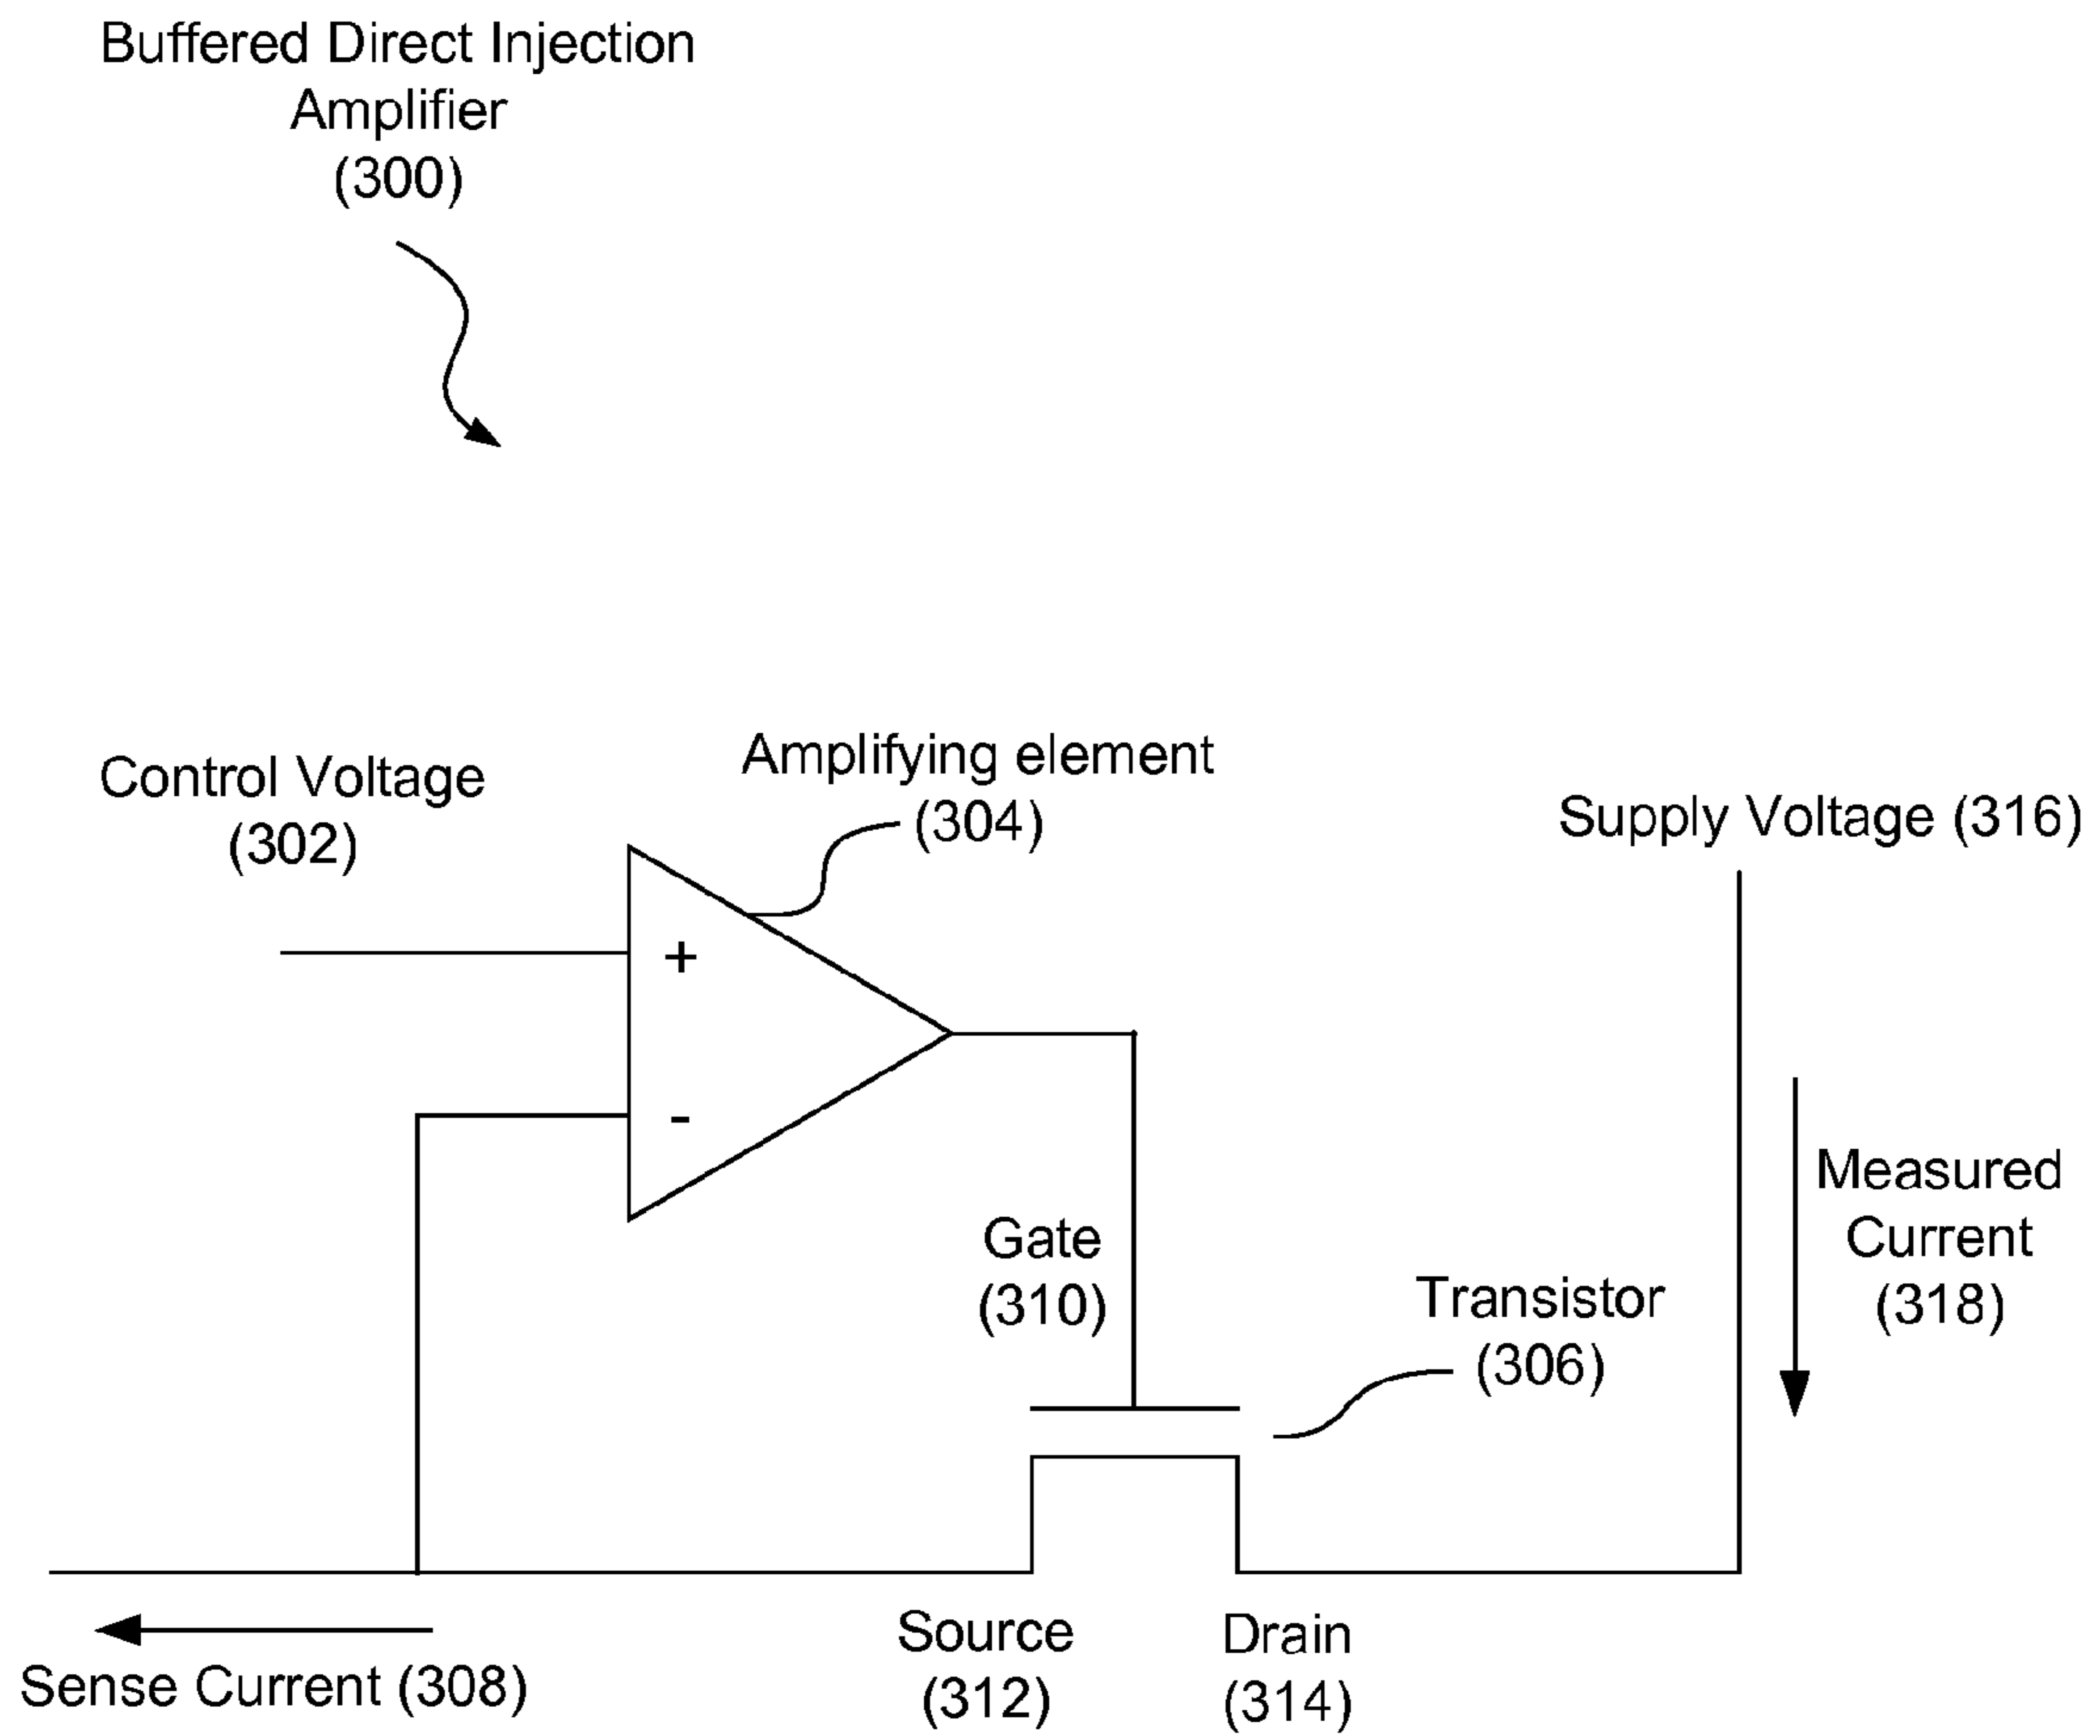 Buffered Direct Injection
Amplifier
(300)
Control Voltage
(302)
Amplifying element
(304)
Supply Voltage (316)
+
-
Measured
Current
(318)
Gate
(310)
Transistor
(306)
Source
(312)
Drain
(314)
Sense Current (308)